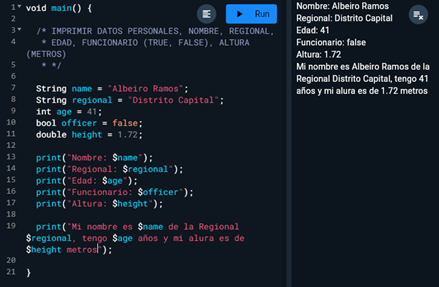 1 void main() {
2
3 /* IMPRIMIR DATOS PERSONALES, NOMBRE, REGIONAL,
4 * EDAD, FUNCIONARIO (TRUE, FALSE), ALTURA
(METROS)
5 * */
6
7 String name = "Albeiro Ramos";
8 String regional = "Distrito Capital";
9 int age = 41;
10 bool officer = false;
11 double height = 1.72;
12
13 print("Nombre: $name");
14 print("Regional: $regional");
15 print("Edad: $age");
16 print("Funcionario: $officer");
17 print("Altura: $height");
18
19 print("Mi nombre es $name de la Regional
$regional, tengo $age años y mi alura es de
$height metros");
20
21 }
Run
Nombre: Albeiro Ramos
Regional: Distrito Capital
Edad: 41
Funcionario: false
Altura: 1.72
Mi nombre es Albeiro Ramos de la
Regional Distrito Capital, tengo 41
años y mi alura es de 1.72 metros